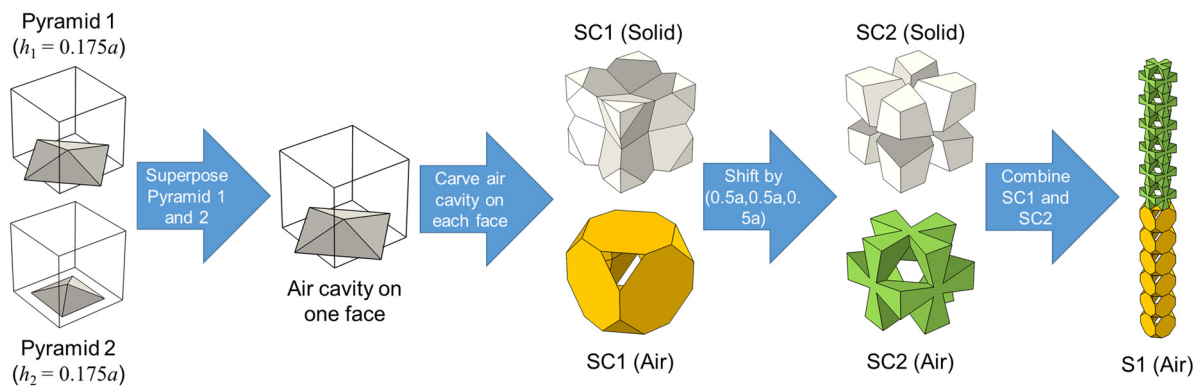 Pyramid 1
(h₁ = 0.175a)
Superpose
Pyramid 1
and 2
Pyramid 2
(h₂ = 0.175a)
Air cavity on
one face
Carve air
cavity on
each face
SC1 (Solid)
SC1 (Air)
Shift by
(0.5a,0.5a,0.
5a)
SC2 (Solid)
SC2 (Air)
Combine
SC1 and
SC2
S1 (Air)